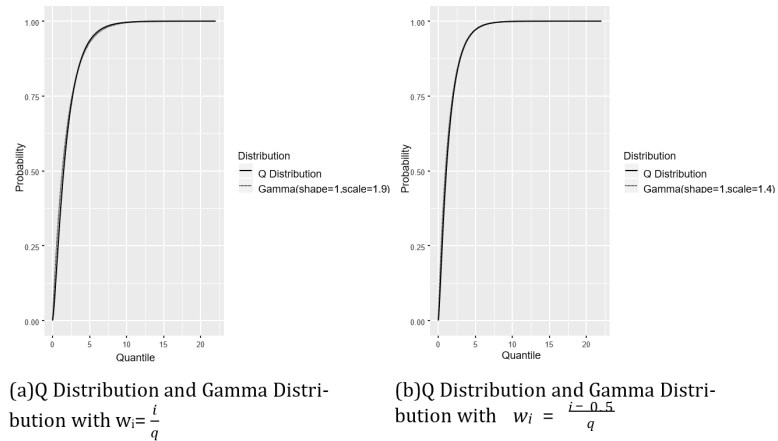 1.00
0.75
0.50
0.25
0.00
Probability
0 5 10 15 20
Quantile
Distribution
Q Distribution
Gamma(shape=1,scale=1.9)
(a)Q Distribution and Gamma Distri-
bution with wᵢ= i/q
1.00
0.75
0.50
0.25
0.00
Probability
0 5 10 15 20
Quantile
Distribution
Q Distribution
Gamma(shape=1,scale=1.4)
(b)Q Distribution and Gamma Distri-
bution with wᵢ = i − 0.5/q